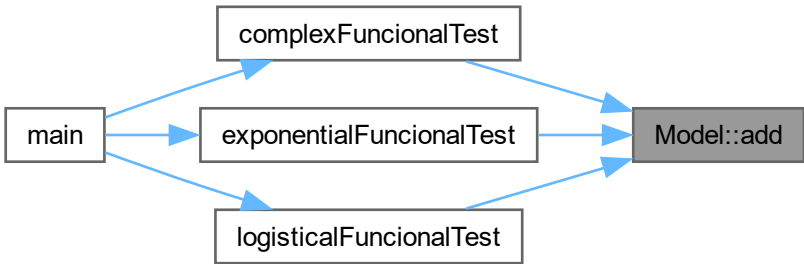 complexFuncionalTest
main
exponentialFuncionalTest
Model::add
logisticalFuncionalTest